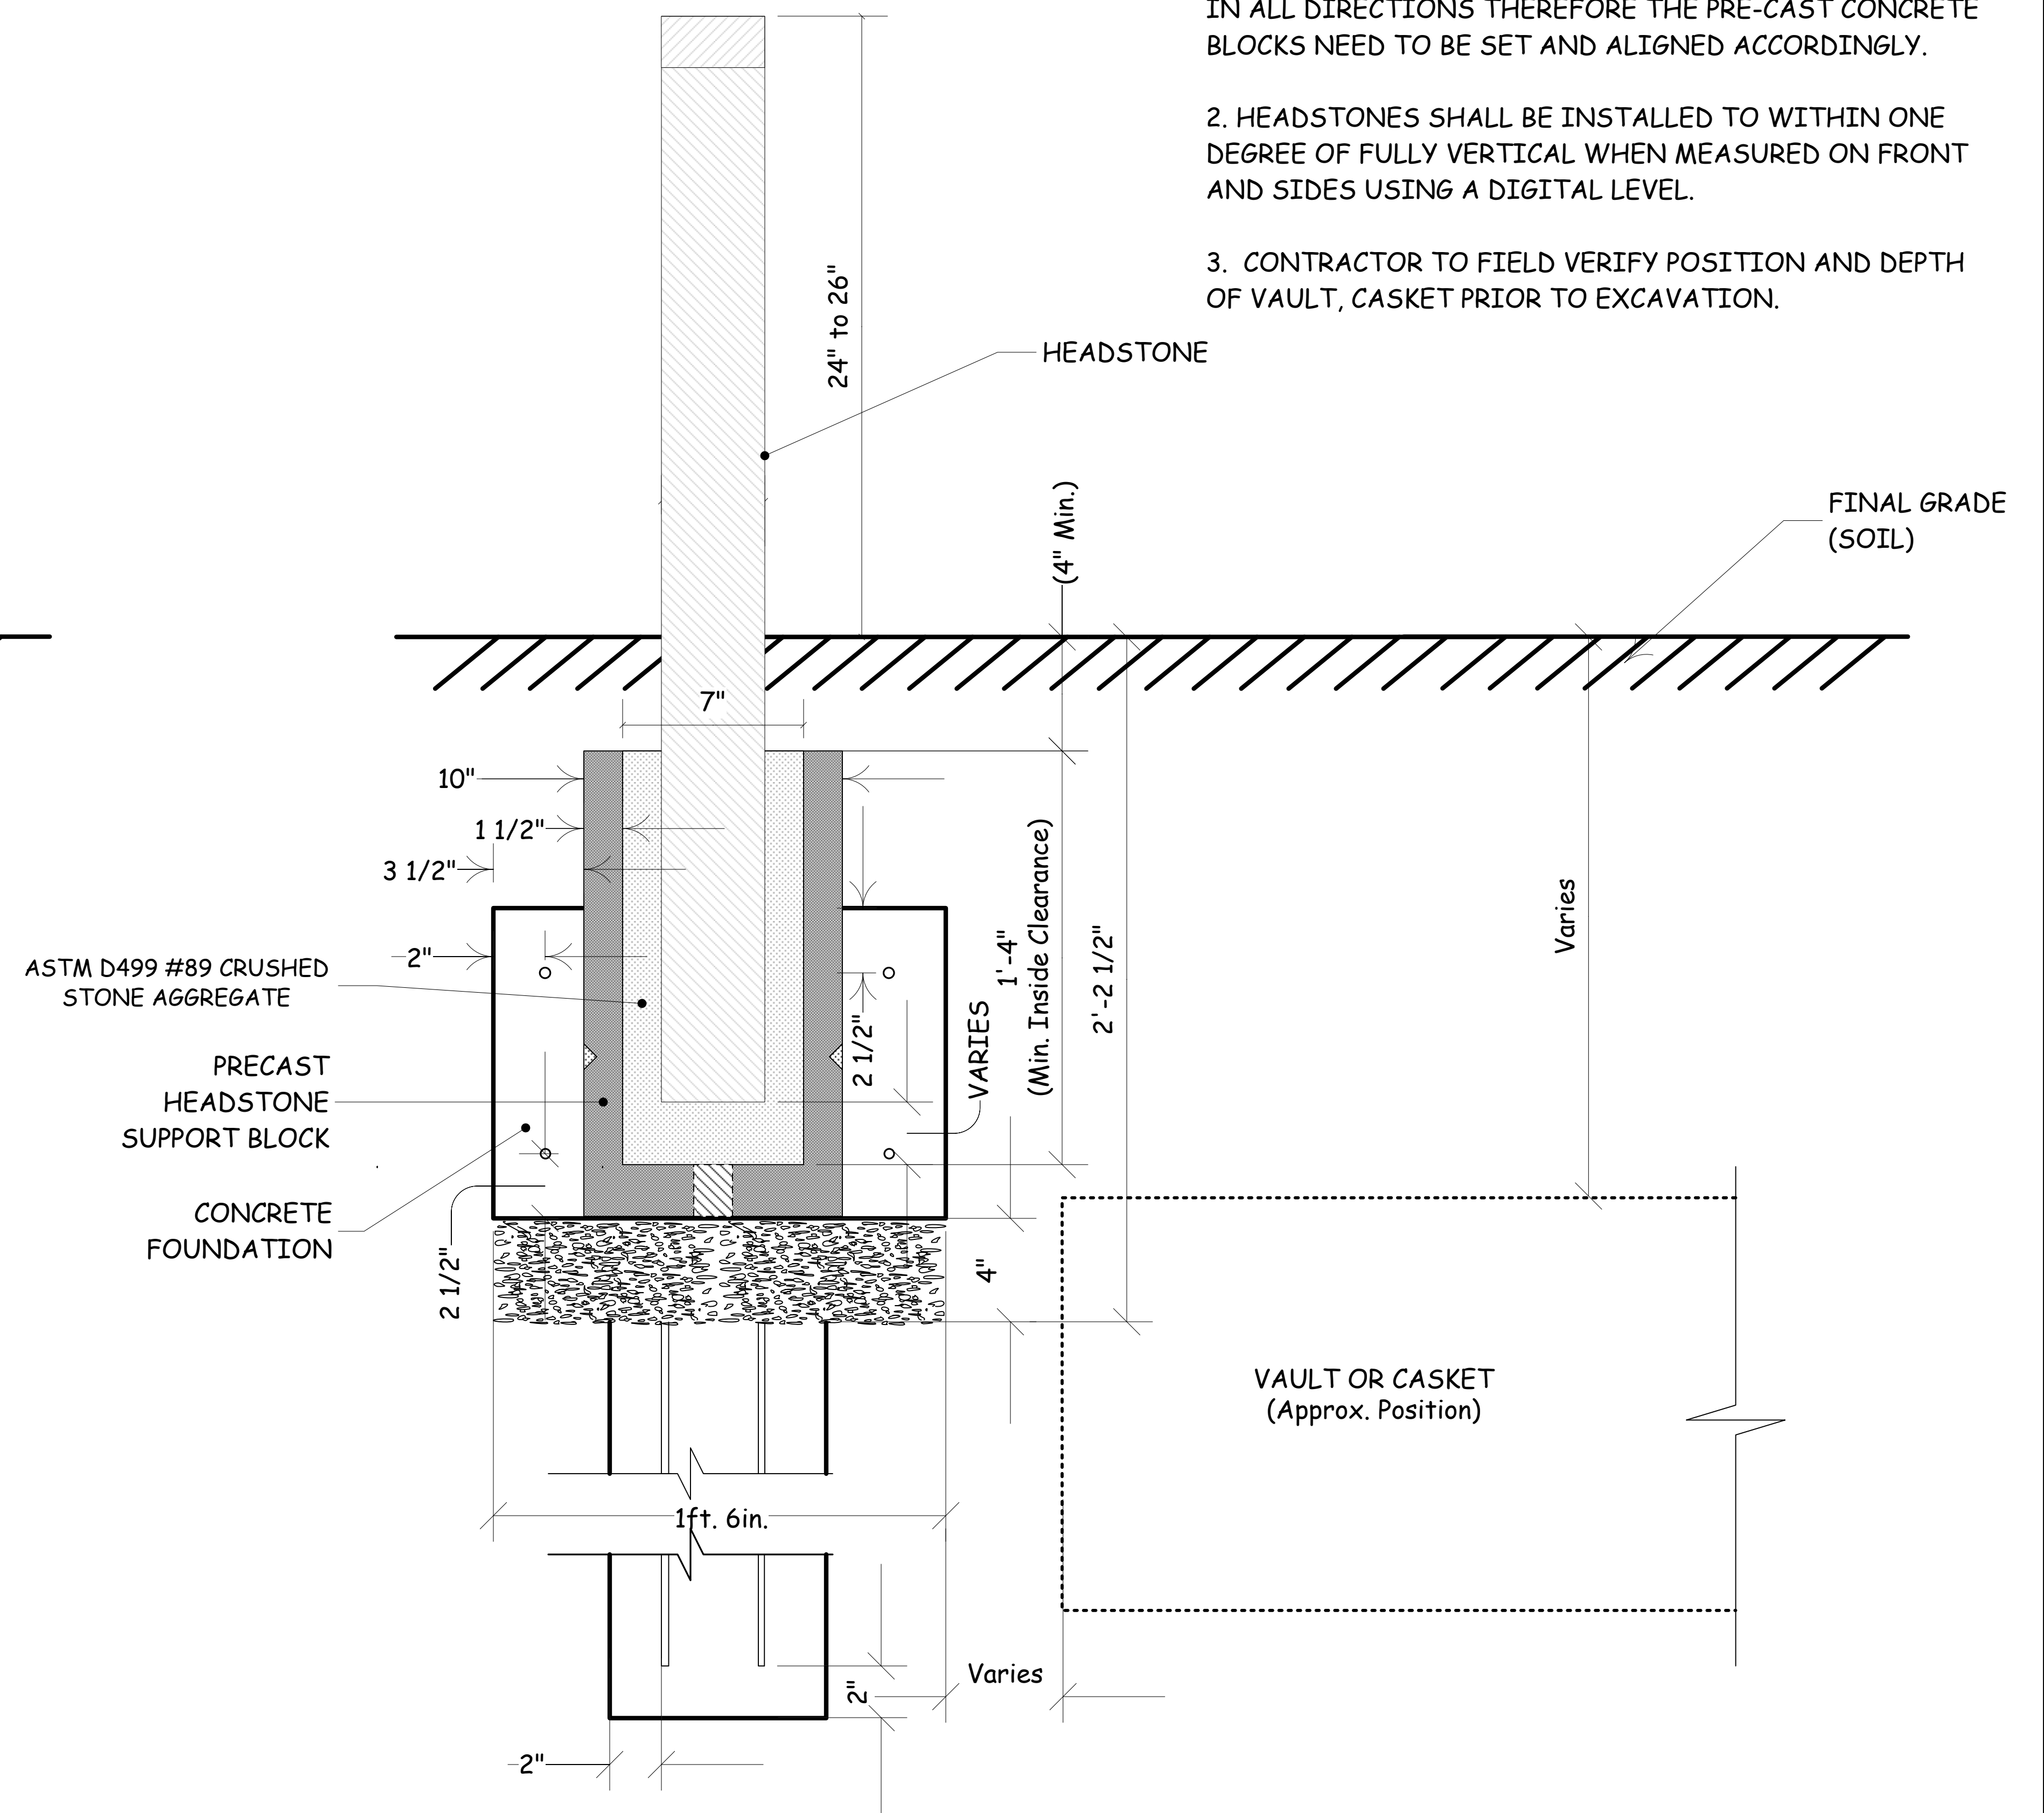 IN ALL DIRECTIONS THEREFORE THE PRE-CAST CONCRETE
BLOCKS NEED TO BE SET AND ALIGNED ACCORDINGLY.
2. HEADSTONES SHALL BE INSTALLED TO WITHIN ONE
DEGREE OF FULLY VERTICAL WHEN MEASURED ON FRONT
AND SIDES USING A DIGITAL LEVEL.
3. CONTRACTOR TO FIELD VERIFY POSITION AND DEPTH
OF VAULT, CASKET PRIOR TO EXCAVATION.
24" to 26"
HEADSTONE
(4" Min.)
FINAL GRADE
(SOIL)
7"
10"
1 1/2"
3 1/2"
2"
ASTM D499 #89 CRUSHED
STONE AGGREGATE
PRECAST
HEADSTONE
SUPPORT BLOCK
CONCRETE
FOUNDATION
2 1/2"
2 1/2"
VARIES
1'-4"
(Min. Inside Clearance)
2'-2 1/2"
Varies
4"
VAULT OR CASKET
(Approx. Position)
1ft. 6in.
Varies
2"
2"